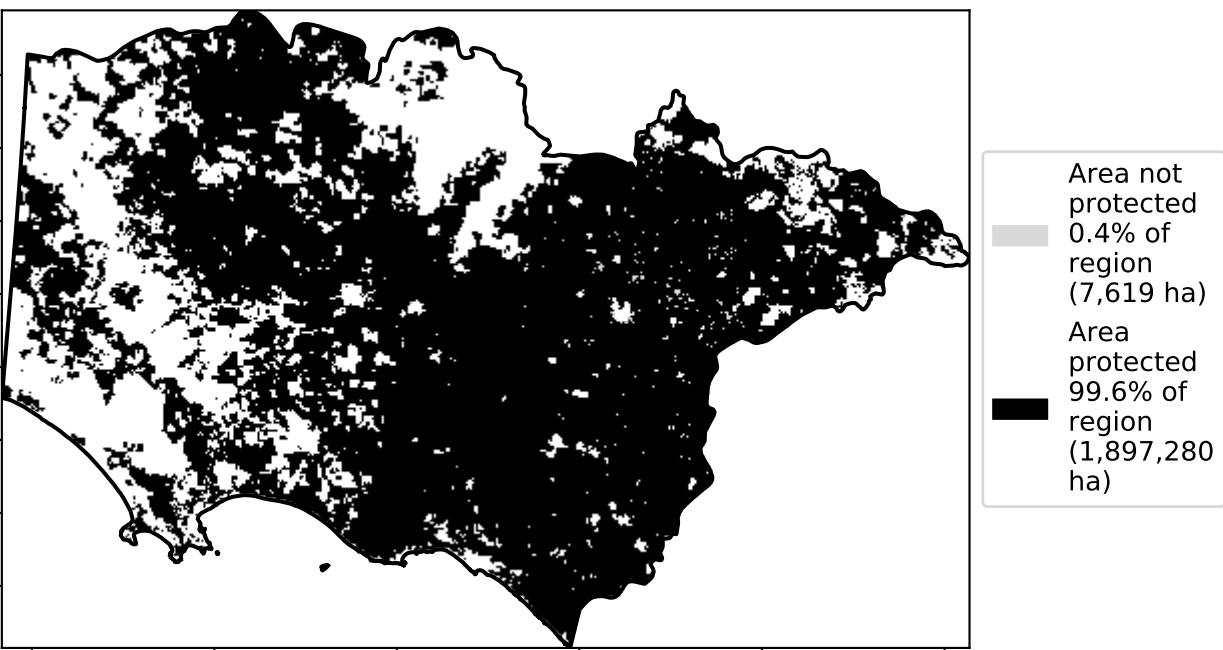 Area not
protected
0.4% of
region
(7,619 ha)
Area
protected
99.6% of
region
(1,897,280
ha)